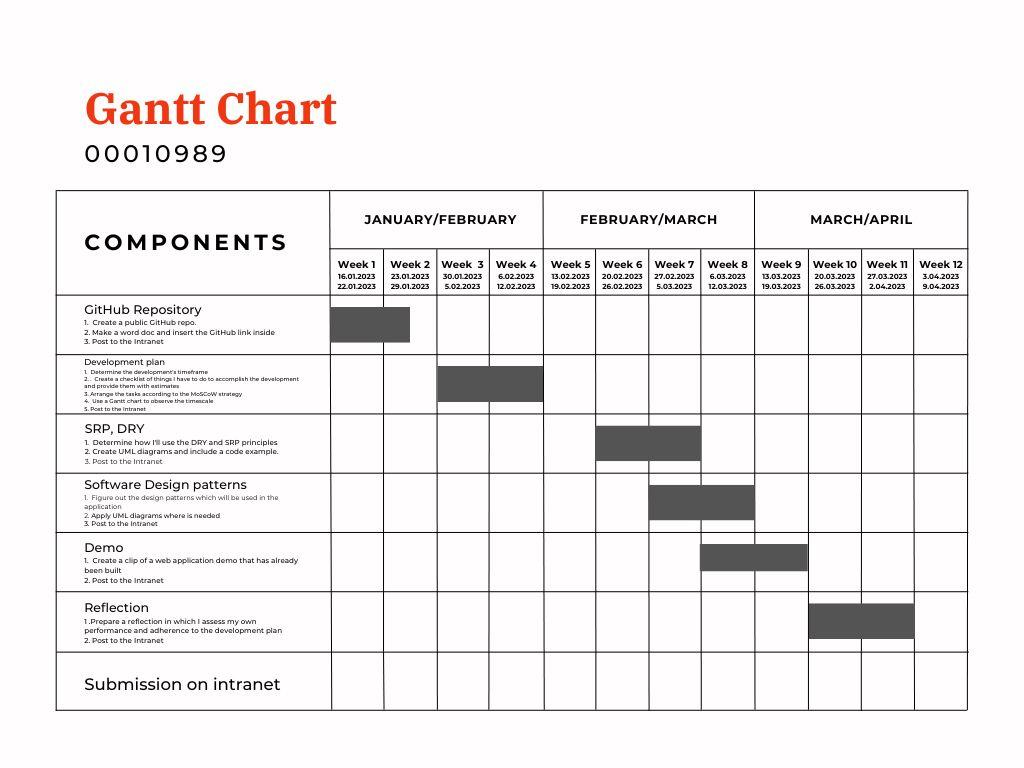 Gantt Chart
00010989
COMPONENTS
JANUARY/FEBRUARY
FEBRUARY/MARCH
MARCH/APRIL
Week 1
16.01.2023
22.01.2023
Week 2
23.01.2023
29.01.2023
Week 3
30.01.2023
5.02.2023
Week 4
6.02.2023
12.02.2023
Week 5
13.02.2023
19.02.2023
Week 6
20.02.2023
26.02.2023
Week 7
27.02.2023
5.03.2023
Week 8
6.03.2023
12.03.2023
Week 9
13.03.2023
19.03.2023
Week 10
20.03.2023
26.03.2023
Week 11
27.03.2023
2.04.2023
Week 12
3.04.2023
9.04.2023
GitHub Repository
1. Create a public GitHub repo.
2. Make a word doc and insert the GitHub link inside
3. Post to the Intranet
Development plan
1. Determine the development's timeframe
2. . Create a checklist of things I have to do to accomplish the development
and provide them with estimates
3. Arrange the tasks according to the MoSCoW strategy
4. Use a Gantt chart to observe the timescale
5. Post to the Intranet
SRP, DRY
1. Determine how I'll use the DRY and SRP principles
2. Create UML diagrams and include a code example.
3. Post to the Intranet
Software Design patterns
1. Figure out the design patterns which will be used in the
application
2. Apply UML diagrams where is needed
3. Post to the Intranet
Demo
1. Create a clip of a web application demo that has already
been built
2. Post to the Intranet
Reflection
1 .Prepare a reflection in which I assess my own
performance and adherence to the development plan
2. Post to the Intranet
Submission on intranet